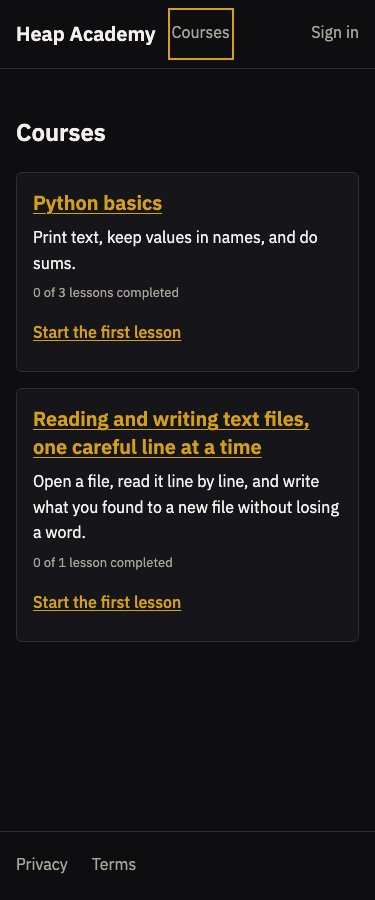 Heap Academy Courses Sign in
Courses
Python basics
Print text, keep values in names, and do
sums.
0 of 3 lessons completed
Start the first lesson
Reading and writing text files,
one careful line at a time
Open a file, read it line by line, and write
what you found to a new file without losing
a word.
0 of 1 lesson completed
Start the first lesson
Privacy Terms